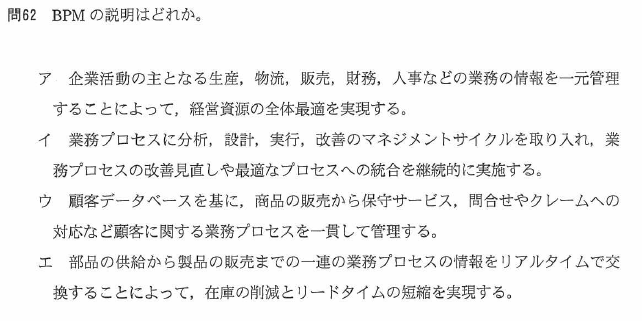 問62 BPMの説明はどれか。
ア 企業活動の主となる生産，物流，販売，財務，人事などの業務の情報を一元管理
することによって，経営資源の全体最適を実現する。
イ 業務プロセスに分析，設計，実行，改善のマネジメントサイクルを取り入れ，業
務プロセスの改善見直しや最適なプロセスへの統合を継続的に実施する。
ウ 顧客データベースを基に，商品の販売から保守サービス，問合せやクレームへの
対応など顧客に関する業務プロセスを一貫して管理する。
エ 部品の供給から製品の販売までの一連の業務プロセスの情報をリアルタイムで交
換することによって，在庫の削減とリードタイムの短縮を実現する。